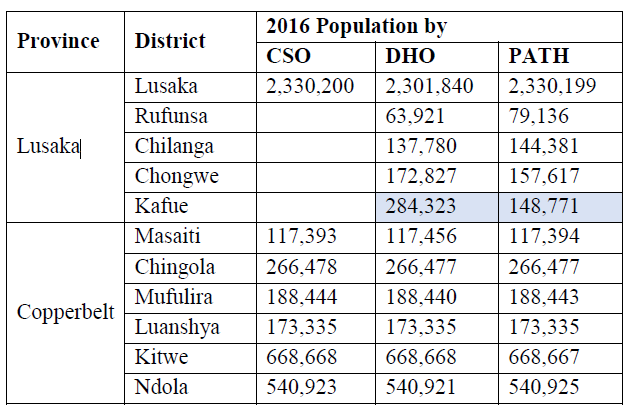 Province District 2016 Population by
CSO DHO PATH
Lusaka Lusaka 2,330,200 2,301,840 2,330,199
Rufunsa 63,921 79,136
Chilanga 137,780 144,381
Chongwe 172,827 157,617
Kafue 284,323 148,771
Copperbelt Masaiti 117,393 117,456 117,394
Chingola 266,478 266,477 266,477
Mufulira 188,444 188,440 188,443
Luanshya 173,335 173,335 173,335
Kitwe 668,668 668,668 668,667
Ndola 540,923 540,921 540,925